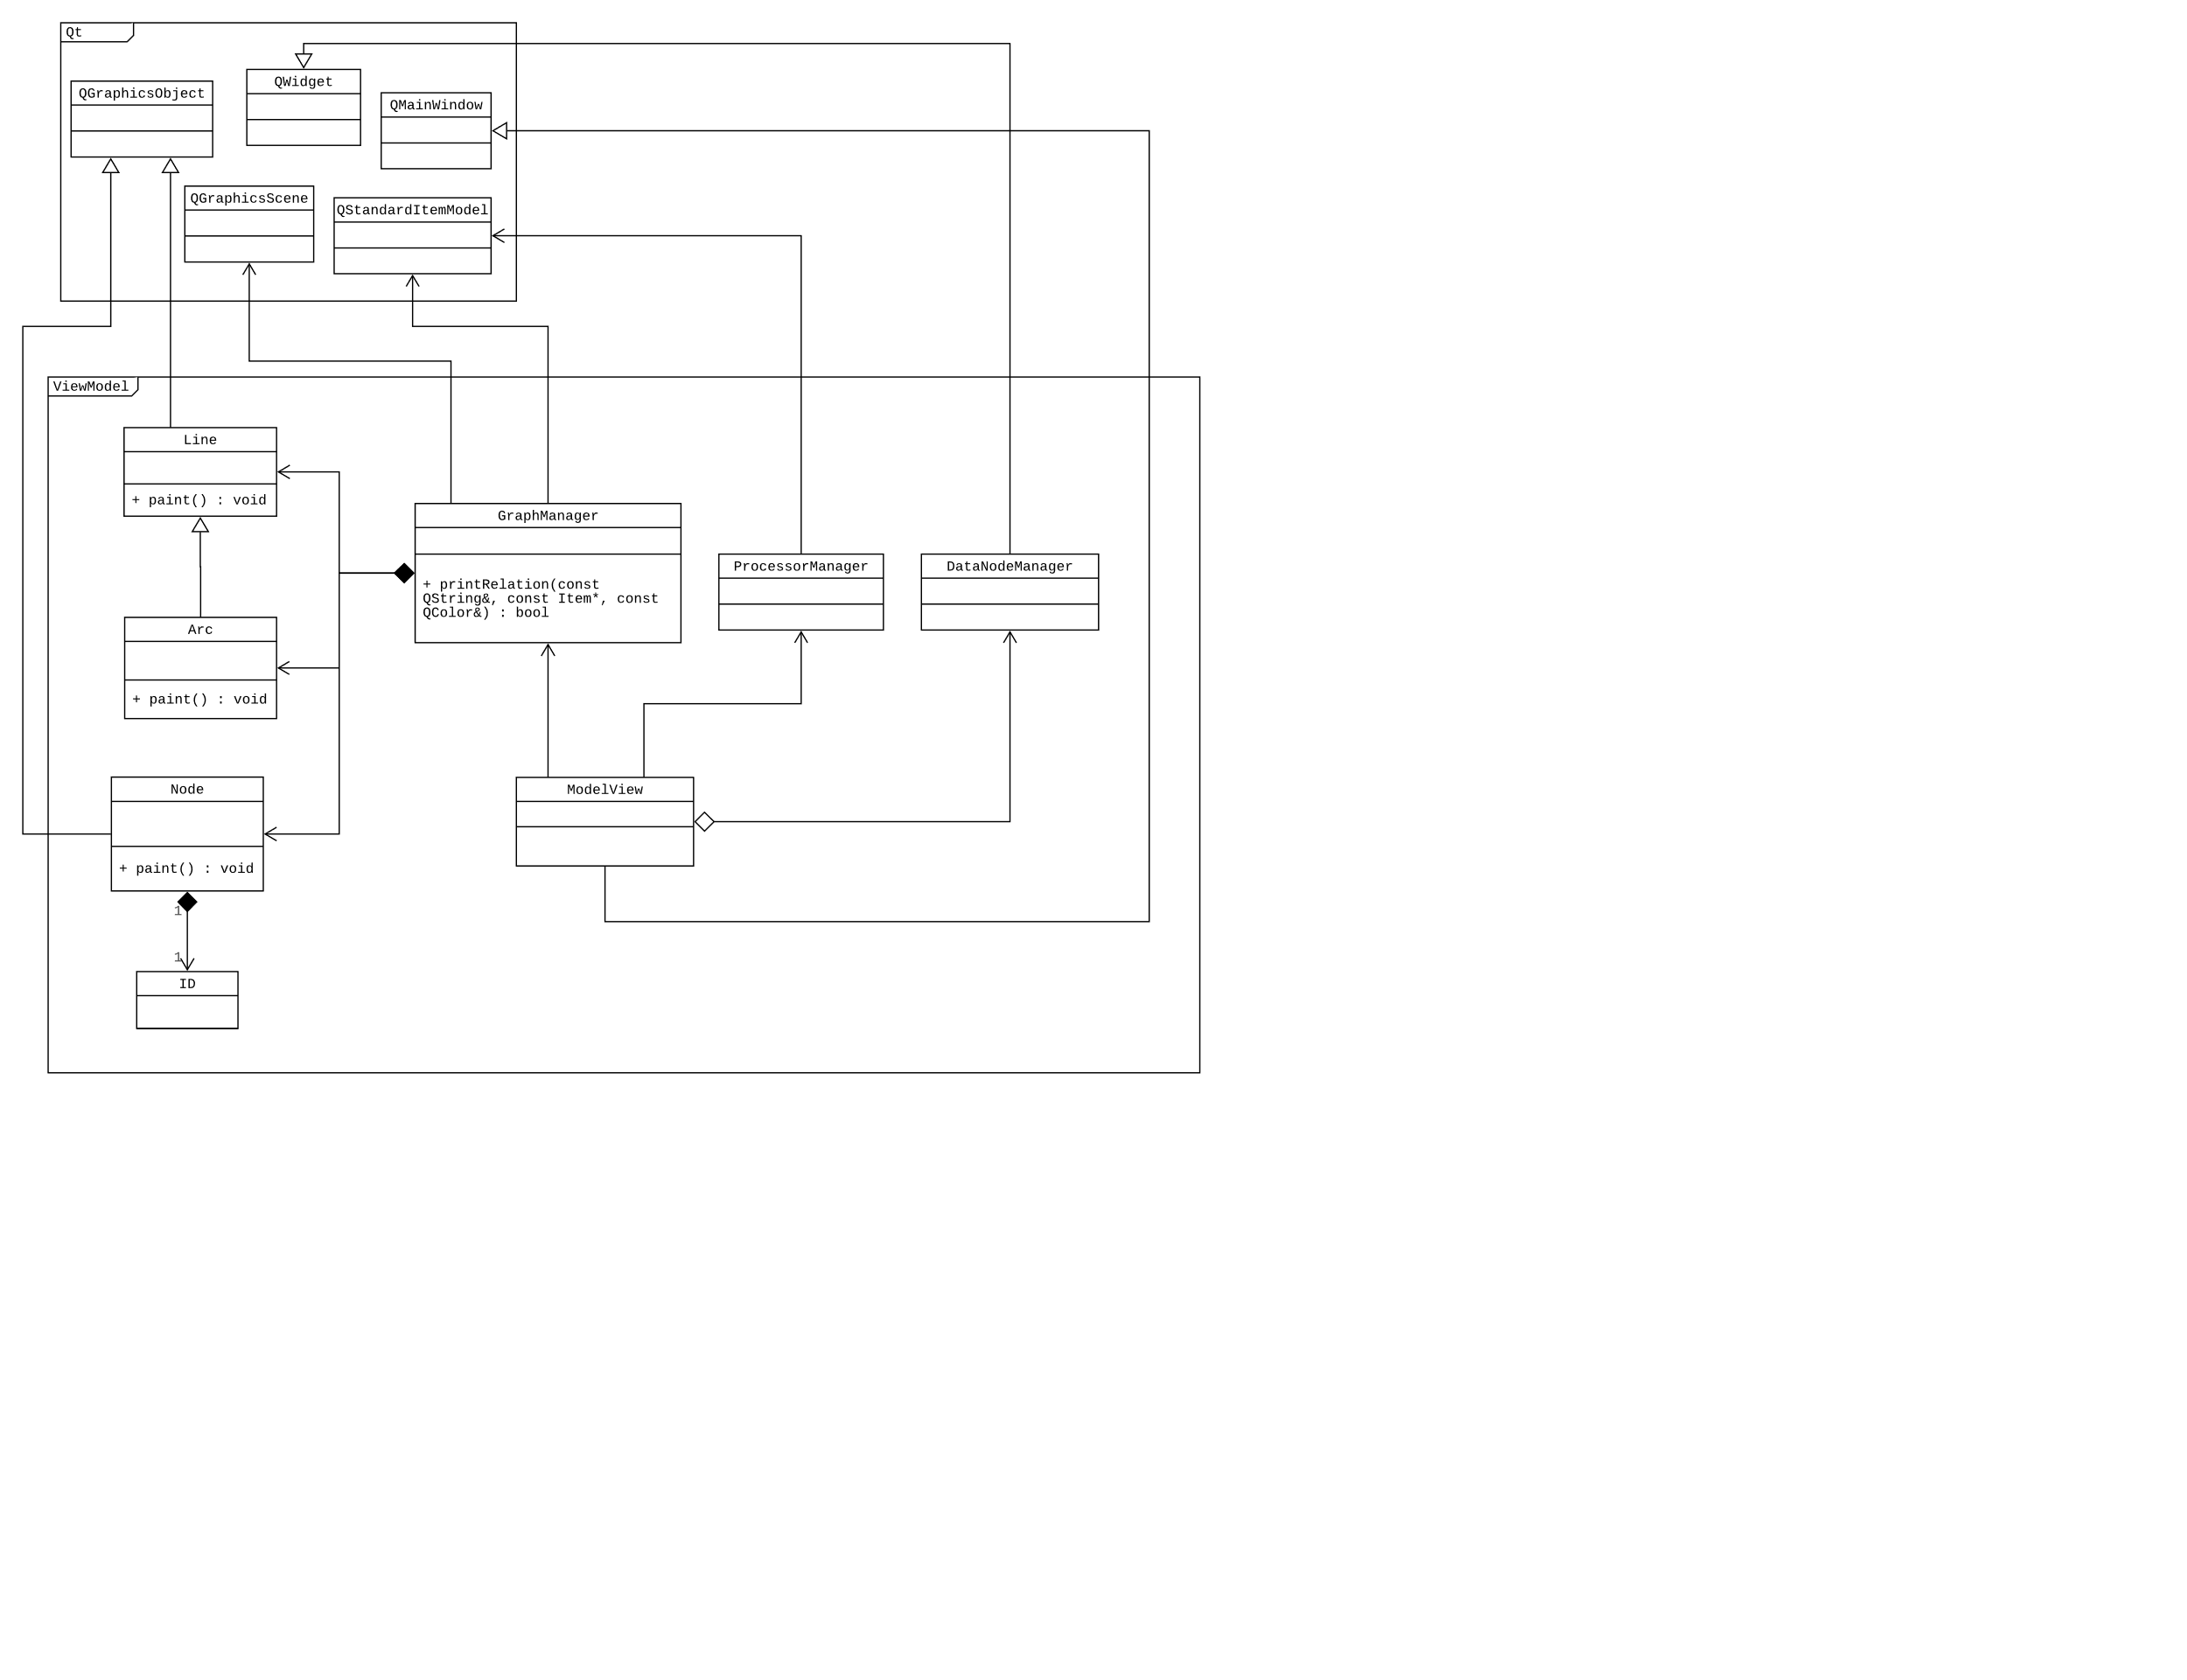 Qt
QWidget
QGraphicsObject
QMainWindow
QGraphicsScene
QStandardItemModel
ViewModel
Line
+ paint() : void
GraphManager
+ printRelation(const
QString&, const Item*, const
QColor&) : bool
ProcessorManager
DataNodeManager
Arc
+ paint() : void
Node
+ paint() : void
ModelView
1
1
ID